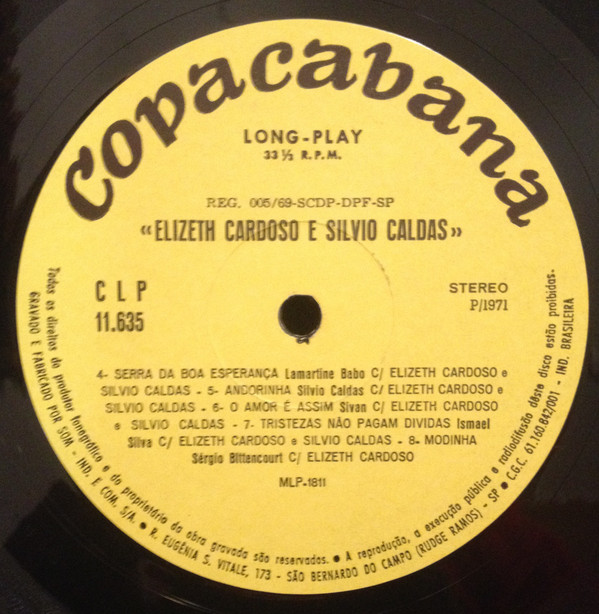 Copacabana
LONG-PLAY
33 ⅓ R.P.M.
REG. 005/69-SCDP-DPF-SP
«ELIZETH CARDOSO E SILVIO CALDAS»
CLP
11.635
STEREO
P/1971
4- SERRA DA BOA ESPERANÇA Lamartine Babo C/ ELIZETH CARDOSO e
SILVIO CALDAS - 5- ANDORINHA Silvio Caldas C/ ELIZETH CARDOSO e
SILVIO CALDAS - 6- O AMOR É ASSIM Sivan C/ ELIZETH CARDOSO
e SILVIO CALDAS - 7- TRISTEZAS NÃO PAGAM DIVIDAS Ismael
Silva C/ ELIZETH CARDOSO e SILVIO CALDAS - 8- MODINHA
Sérgio Bittencourt C/ ELIZETH CARDOSO
MLP-1811
Todos os direitos do produtor fonográfico e do proprietário da obra gravada são reservados. ● A reprodução, a execução pública e radiodifusão dêste disco estão proibidas.
GRAVADO E FABRICADO POR SOM - IND. E COM. S/A. ● R. EUGÊNIA S. VITALE, 173 - SÃO BERNARDO DO CAMPO (RUDGE RAMOS) - SP ● C.G.C. 61.160.842/001 - IND. BRASILEIRA